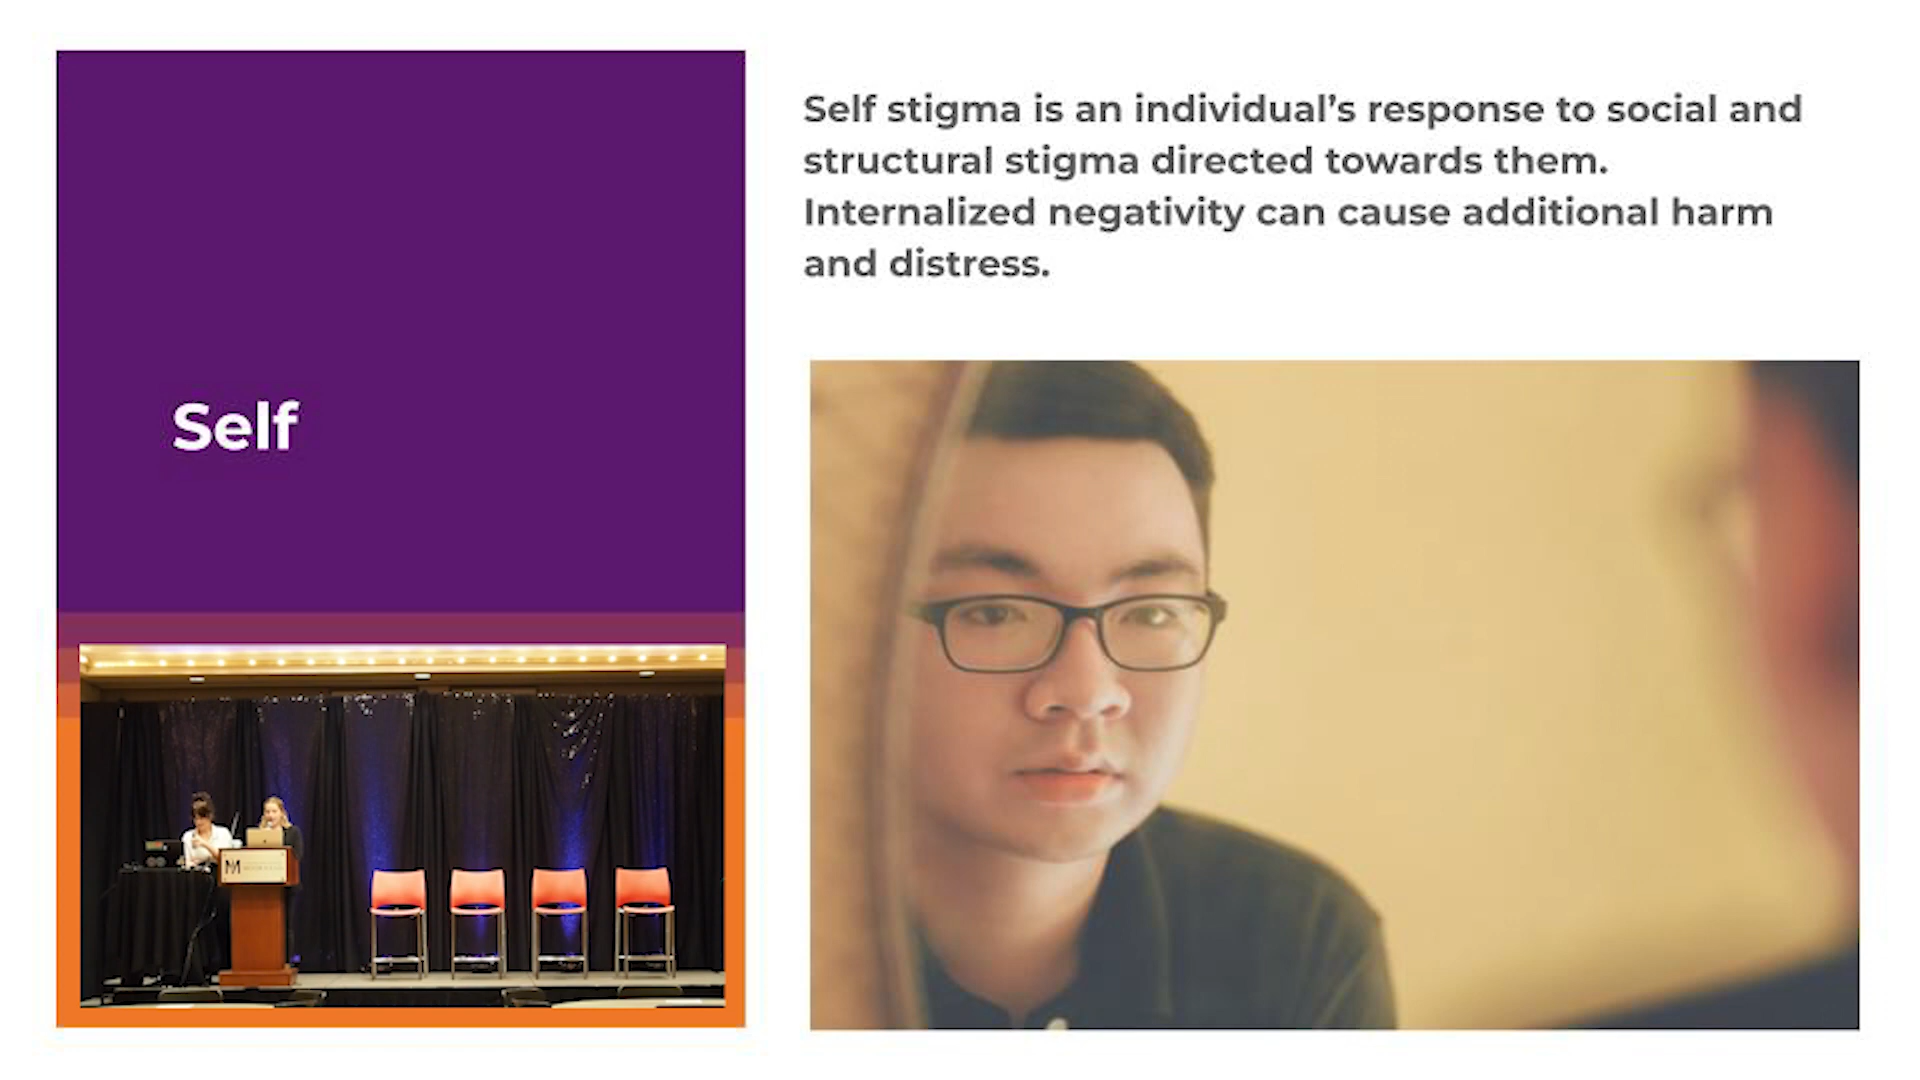 Self stigma is an individual's response to social and
structural stigma directed towards them.
Internalized negativity can cause additional harm
and distress.
Self
M